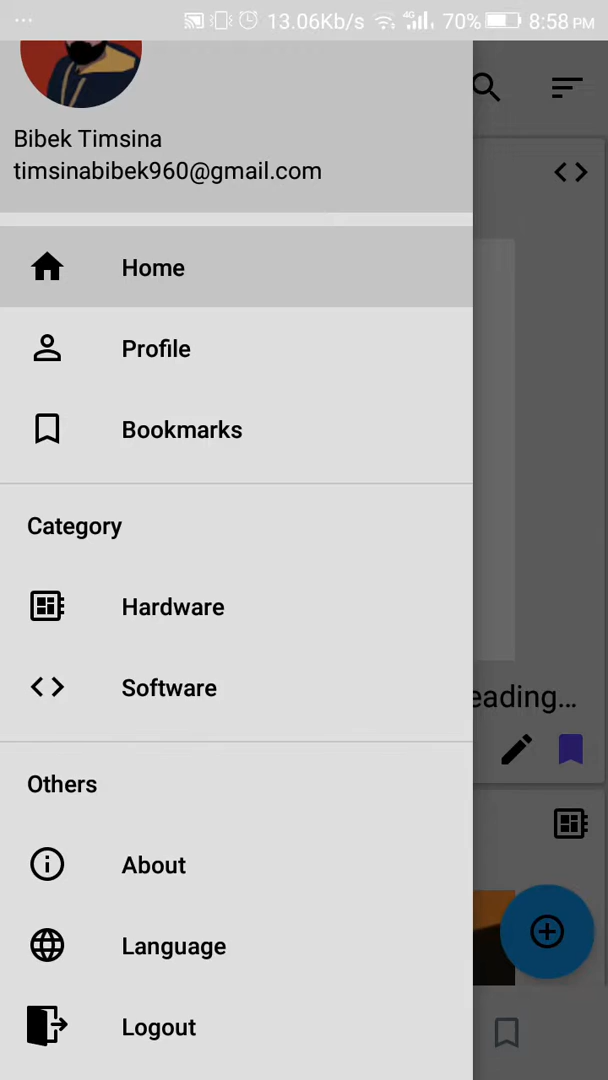 ... 13.06Kb/s 4G 70% 8:58 PM
Bibek Timsina
timsinabibek960@gmail.com
Home
Profile
Bookmarks
Category
Hardware
Software
eading...
Others
About
Language
Logout